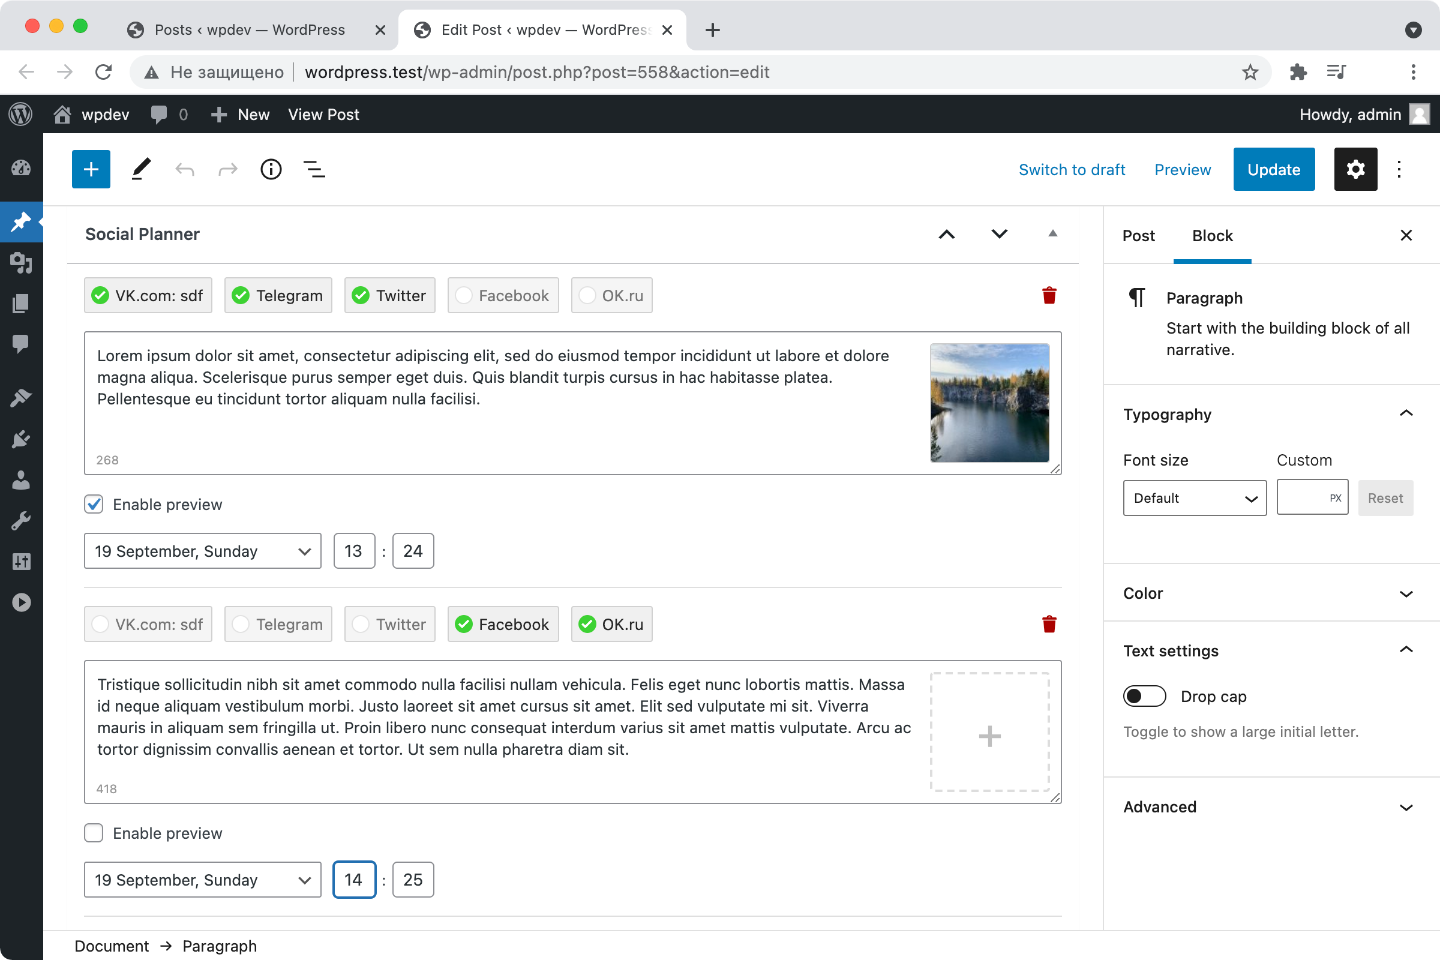 Posts ‹ wpdev — WordPress
Edit Post ‹ wpdev — WordPres
Не защищено
wordpress.test/wp-admin/post.php?post=558&action=edit
wpdev
0
New
View Post
Howdy, admin
Switch to draft
Preview
Update
Social Planner
VK.com: sdf
Telegram
Twitter
Facebook
OK.ru
Lorem ipsum dolor sit amet, consectetur adipiscing elit, sed do eiusmod tempor incididunt ut labore et dolore
magna aliqua. Scelerisque purus semper eget duis. Quis blandit turpis cursus in hac habitasse platea.
Pellentesque eu tincidunt tortor aliquam nulla facilisi.
268
Enable preview
19 September, Sunday
13 : 24
VK.com: sdf
Telegram
Twitter
Facebook
OK.ru
Tristique sollicitudin nibh sit amet commodo nulla facilisi nullam vehicula. Felis eget nunc lobortis mattis. Massa
id neque aliquam vestibulum morbi. Justo laoreet sit amet cursus sit amet. Elit sed vulputate mi sit. Viverra
mauris in aliquam sem fringilla ut. Proin libero nunc consequat interdum varius sit amet mattis vulputate. Arcu ac
tortor dignissim convallis aenean et tortor. Ut sem nulla pharetra diam sit.
418
Enable preview
19 September, Sunday
14 : 25
Post
Block
Paragraph
Start with the building block of all
narrative.
Typography
Font size
Custom
Default
PX
Reset
Color
Text settings
Drop cap
Toggle to show a large initial letter.
Advanced
Document → Paragraph